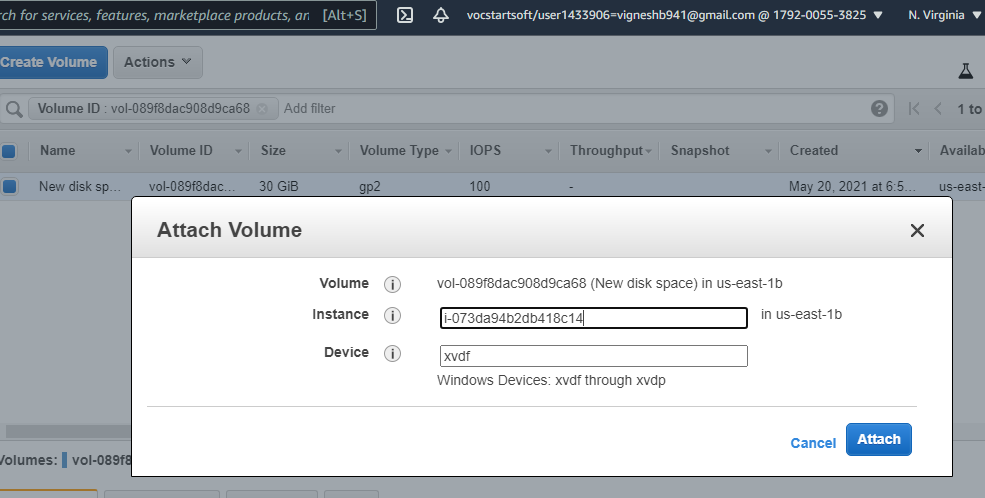 ch for services, features, marketplace products, an [Alt+S] vocstartsoft/user1433906=vigneshb941@gmail.com @ 1792-0055-3825 N. Virginia
Create Volume Actions
Volume ID : vol-089f8dac908d9ca68 Add filter 1 to
Name Volume ID Size Volume Type IOPS Throughput Snapshot Created Availab
New disk sp... vol-089f8dac... 30 GiB gp2 100 - May 20, 2021 at 6:5... us-east-
Attach Volume
Volume i vol-089f8dac908d9ca68 (New disk space) in us-east-1b
Instance i i-073da94b2db418c14 in us-east-1b
Device i xvdf
Windows Devices: xvdf through xvdp
Cancel Attach
Volumes: vol-089f8